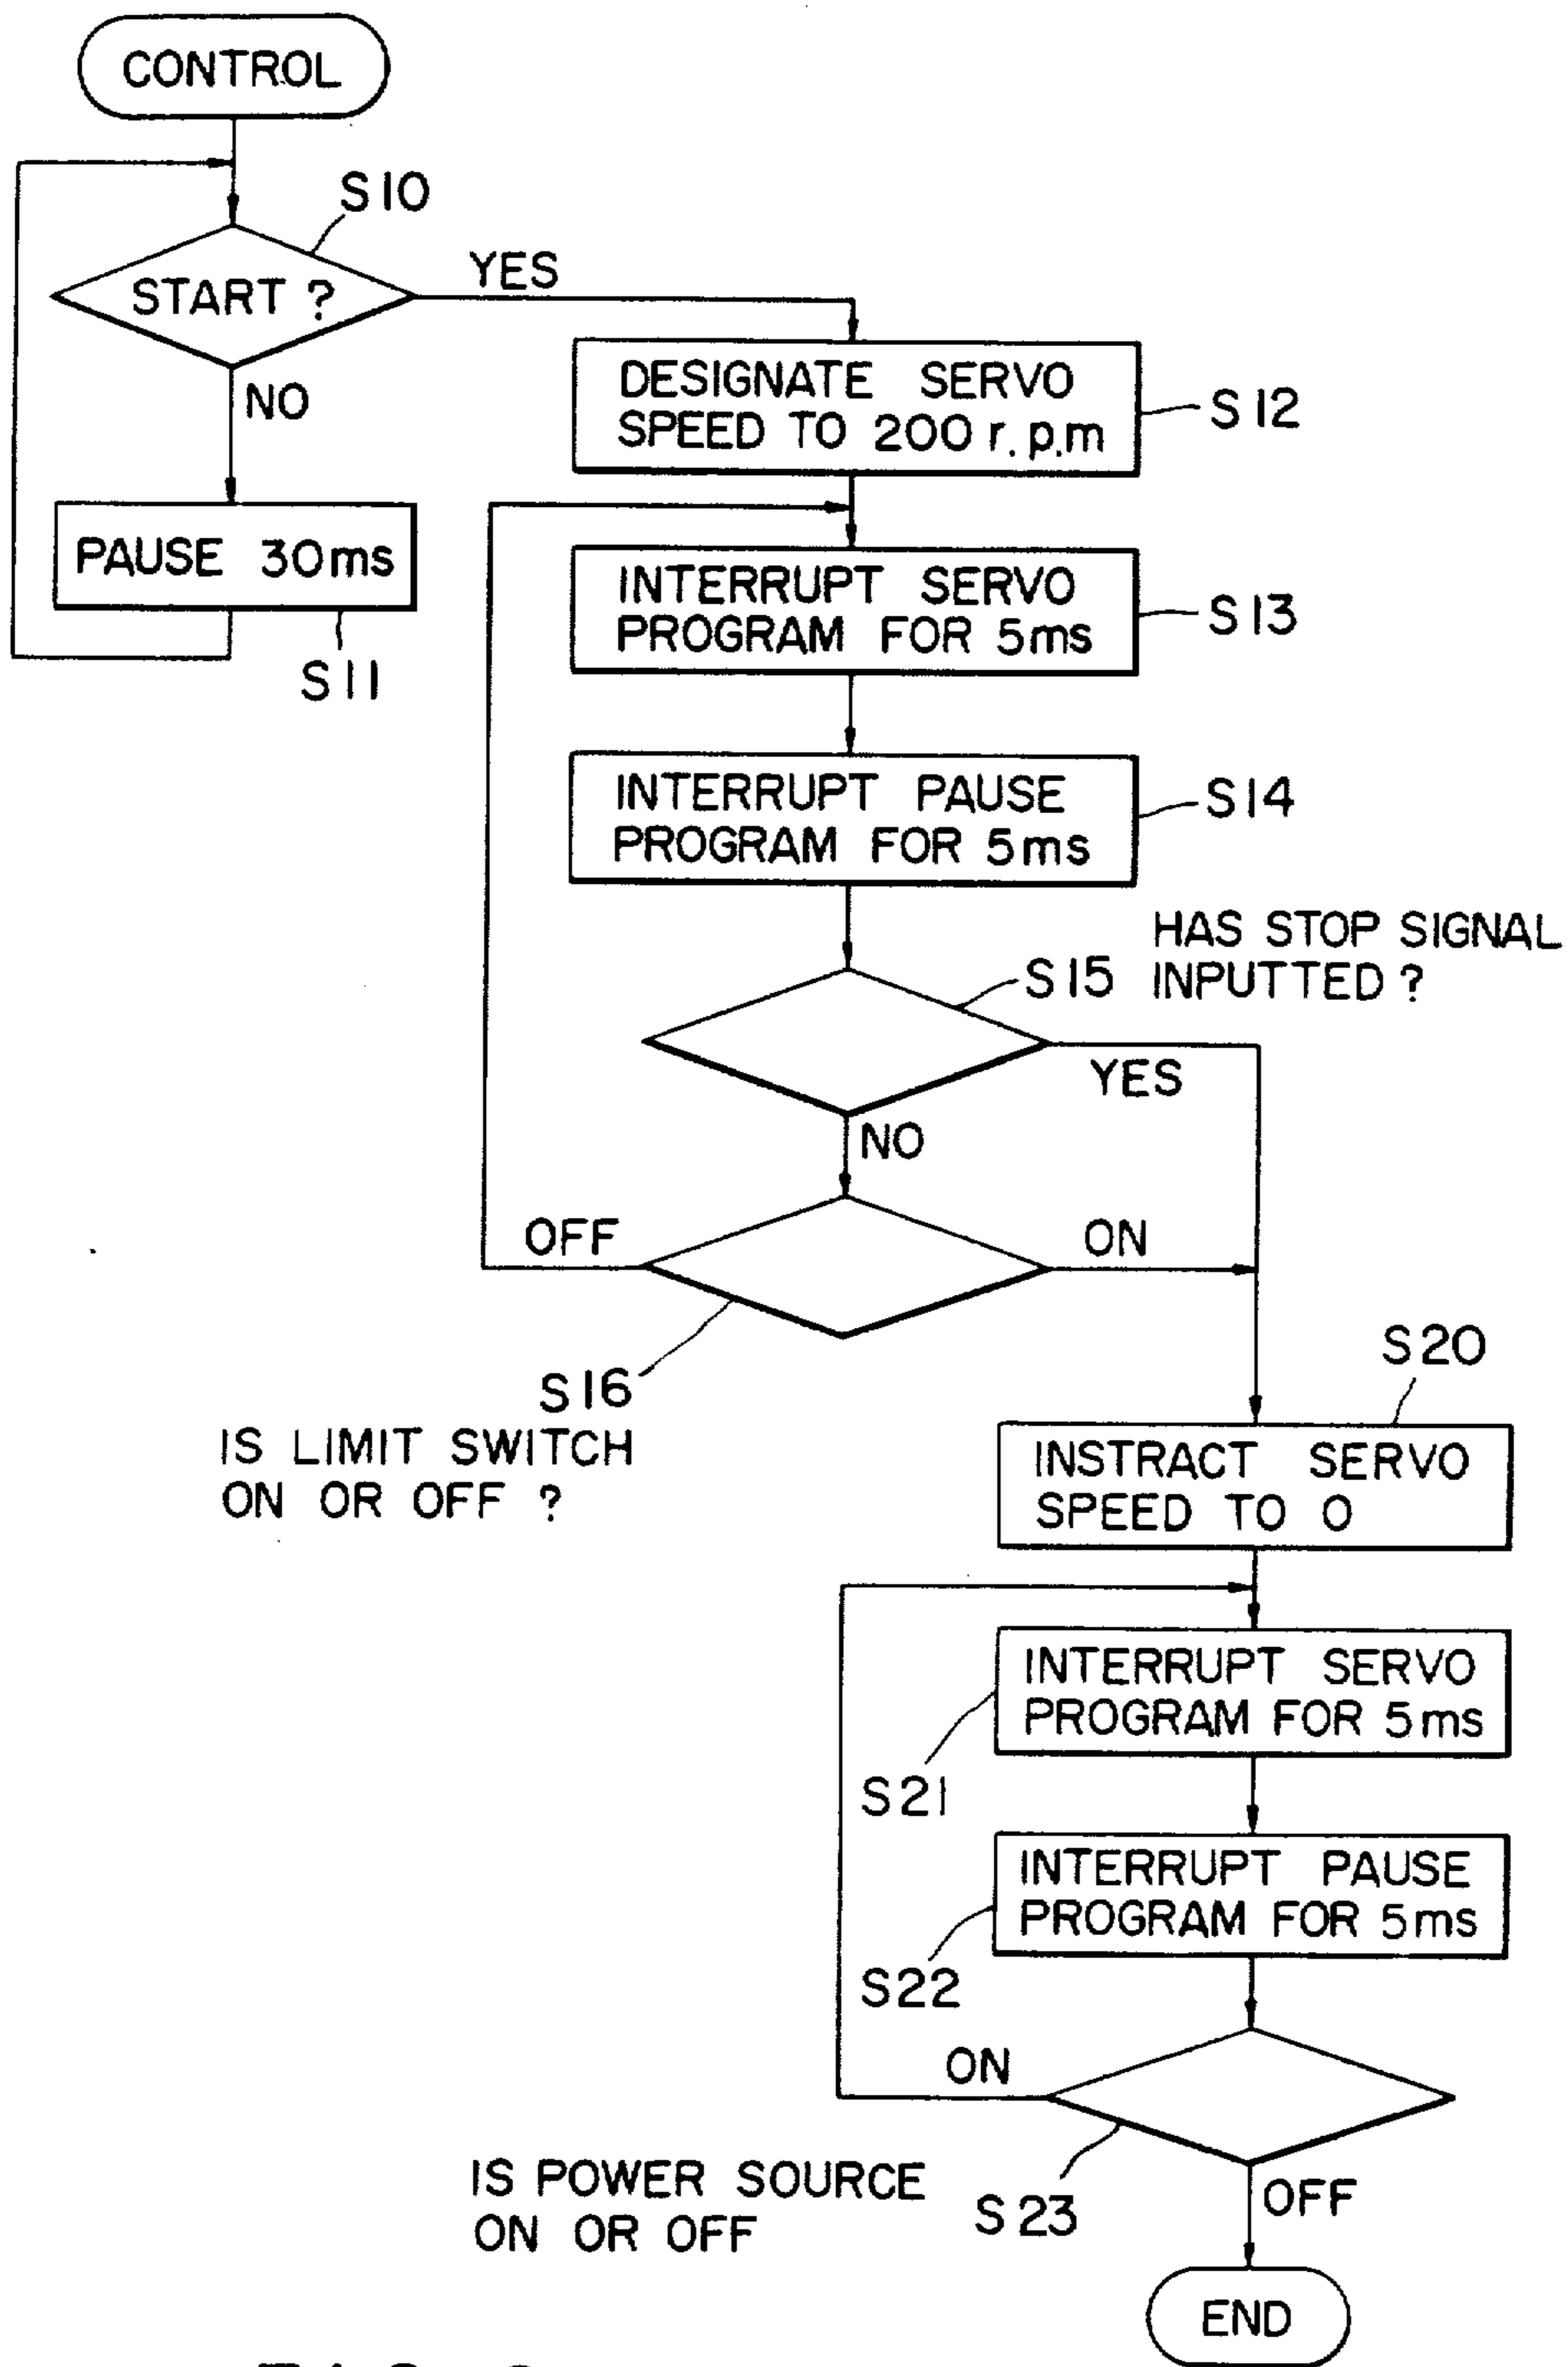 CONTROL
S10
START ?
YES
NO
DESIGNATE SERVO
SPEED TO 200 r.p.m
S12
PAUSE 30ms
S11
INTERRUPT SERVO
PROGRAM FOR 5ms
S13
INTERRUPT PAUSE
PROGRAM FOR 5ms
S14
HAS STOP SIGNAL
INPUTTED ?
S15
YES
NO
OFF
ON
S16
IS LIMIT SWITCH
ON OR OFF ?
S20
INSTRACT SERVO
SPEED TO 0
INTERRUPT SERVO
PROGRAM FOR 5ms
S21
INTERRUPT PAUSE
PROGRAM FOR 5ms
S22
ON
IS POWER SOURCE
ON OR OFF
S23
OFF
END